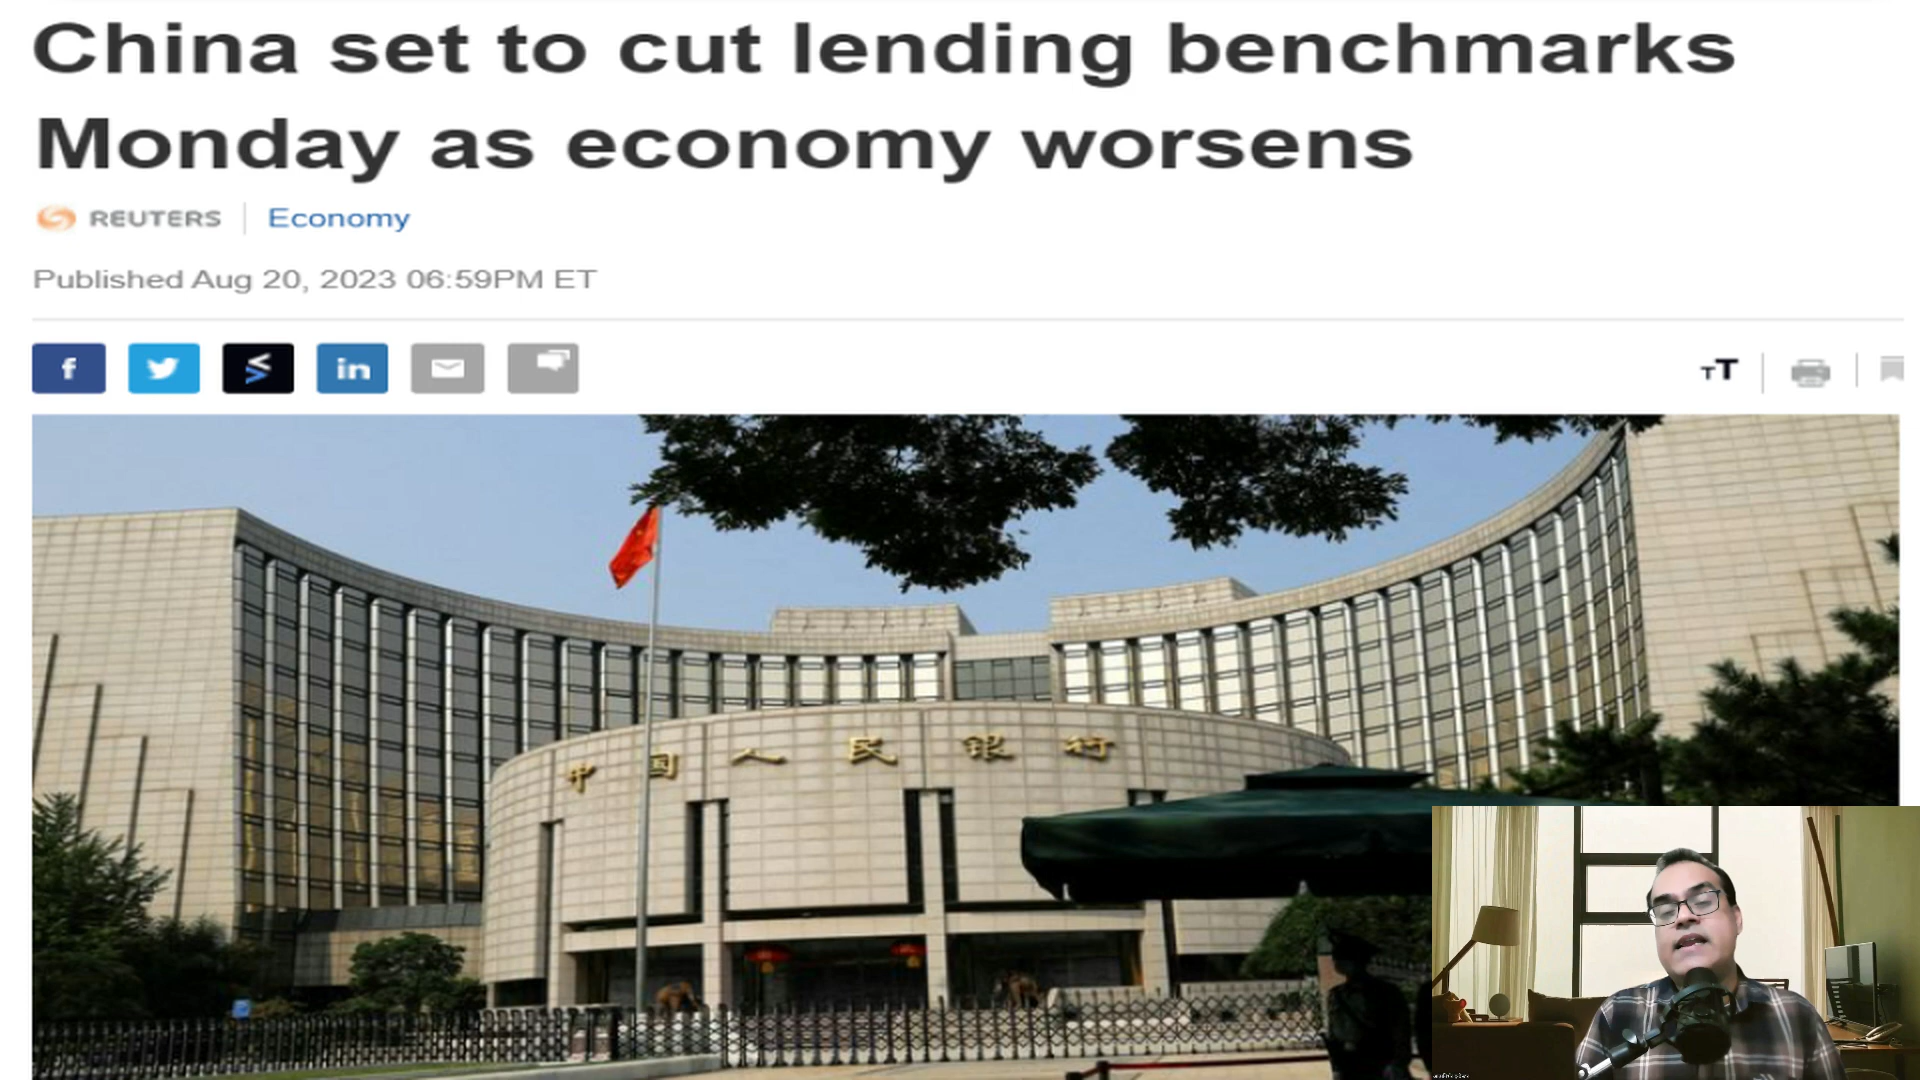 China set to cut lending benchmarks
Monday as economy worsens
REUTERS
Economy
Published Aug 20, 2023 06:59PM ET
f
in
TT
中国人民银行